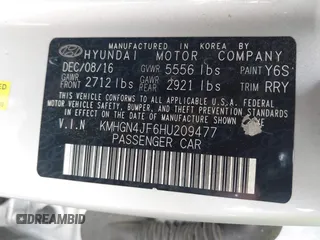 MANUFACTURED IN KOREA
HYUNDAI MOTOR COMPANY
DEC/08/16 GVWR 5556 lbs PAINT Y6S
GAWR FRONT 2712 lbs GAWR REAR 2921 lbs TRIM RRY
THIS VEHICLE CONFORMS TO ALL APPLICABLE U.S. FEDERAL
MOTOR VEHICLE SAFETY, BUMPER, AND THEFT PREVENTION
STANDARDS IN EFFECT ON THE DATE OF MANUFACTURE
SHOWN ABOVE.
V.I.N KMHGN4JF6HU209477
PASSENGER CAR
DREAMBID